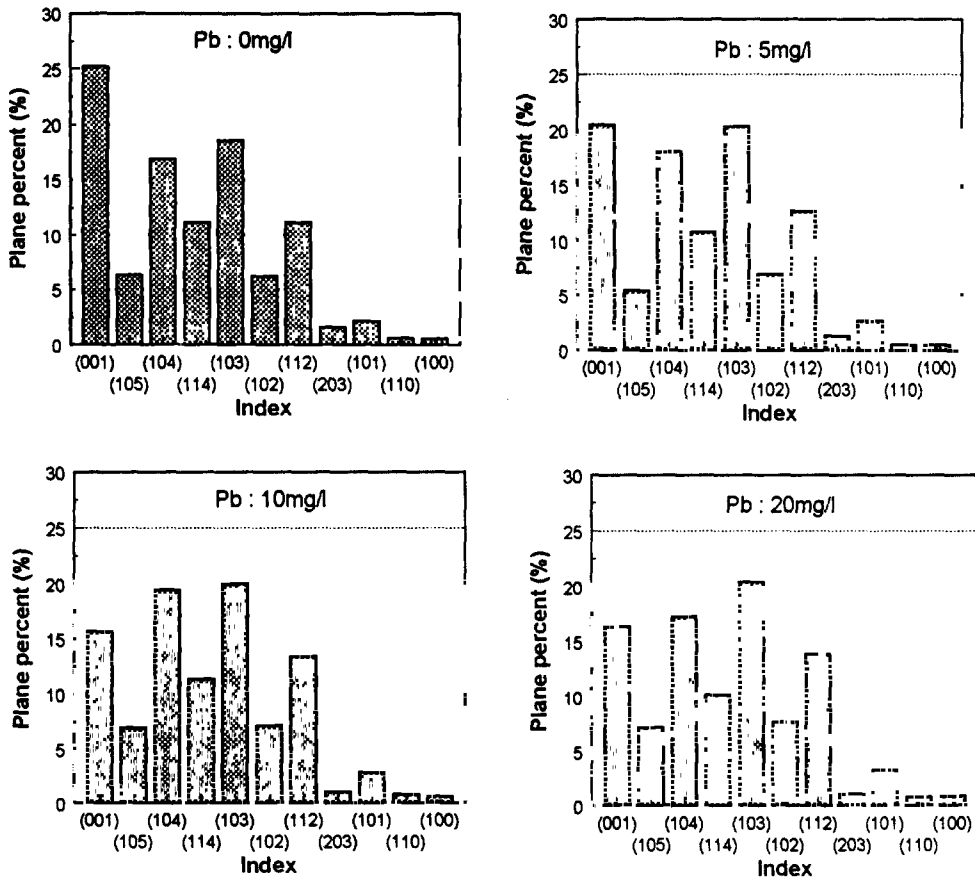 Pb : 0mg/l
Plane percent (%)
30
25
20
15
10
5
0
(001) (104) (103) (112) (101) (100)
(105) (114) (102) (203) (110)
Index
Pb : 5mg/l
Plane percent (%)
30
25
20
15
10
5
0
(001) (104) (103) (112) (101) (100)
(105) (114) (102) (203) (110)
Index
Pb : 10mg/l
Plane percent (%)
30
25
20
15
10
5
0
(001) (104) (103) (112) (101) (100)
(105) (114) (102) (203) (110)
Index
Pb : 20mg/l
Plane percent (%)
30
25
20
15
10
5
0
(001) (104) (103) (112) (101) (100)
(105) (114) (102) (203) (110)
Index